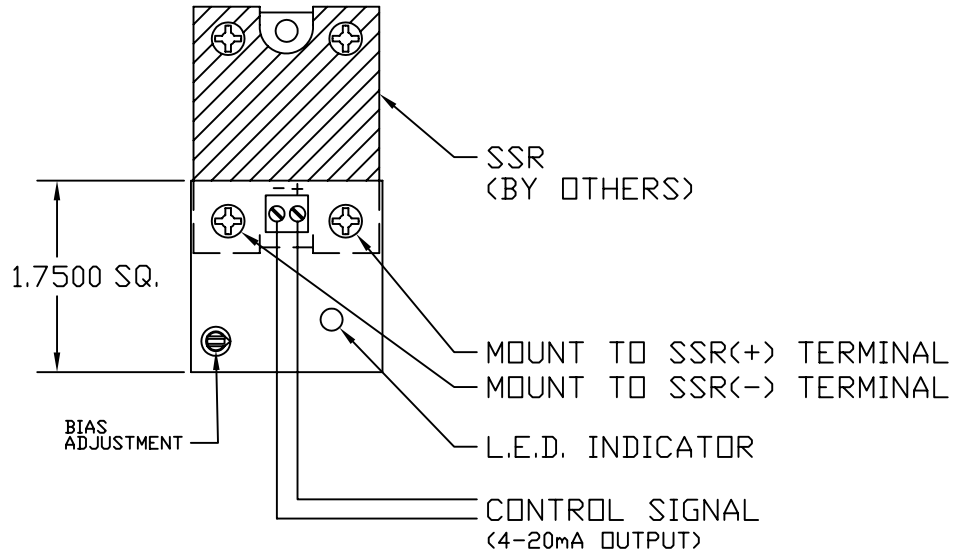 SSR
(BY OTHERS)
- +
1.7500 SQ.
MOUNT TO SSR(+) TERMINAL
MOUNT TO SSR(-) TERMINAL
BIAS
ADJUSTMENT
L.E.D. INDICATOR
CONTROL SIGNAL
(4-20mA OUTPUT)